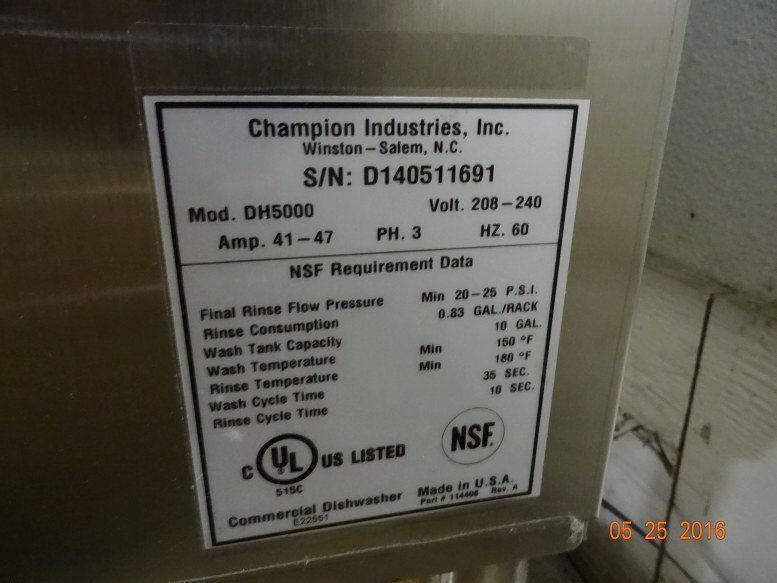 Champion Industries, Inc.
Winston-Salem, N.C.
S/N: D140511691
Mod. DH5000 Volt. 208-240
Amp. 41-47 PH. 3 HZ. 60
NSF Requirement Data
Final Rinse Flow Pressure Min 20-25 P.S.I.
Rinse Consumption 0.83 GAL./RACK
Wash Tank Capacity 10 GAL.
Wash Temperature Min 150 °F
Rinse Temperature Min 180 °F
Wash Cycle Time 35 SEC.
Rinse Cycle Time 10 SEC.
C UL® US LISTED
515C
NSF.
Commercial Dishwasher Made in U.S.A.
E22551 Part # 114406 Rev. A
05 25 2016